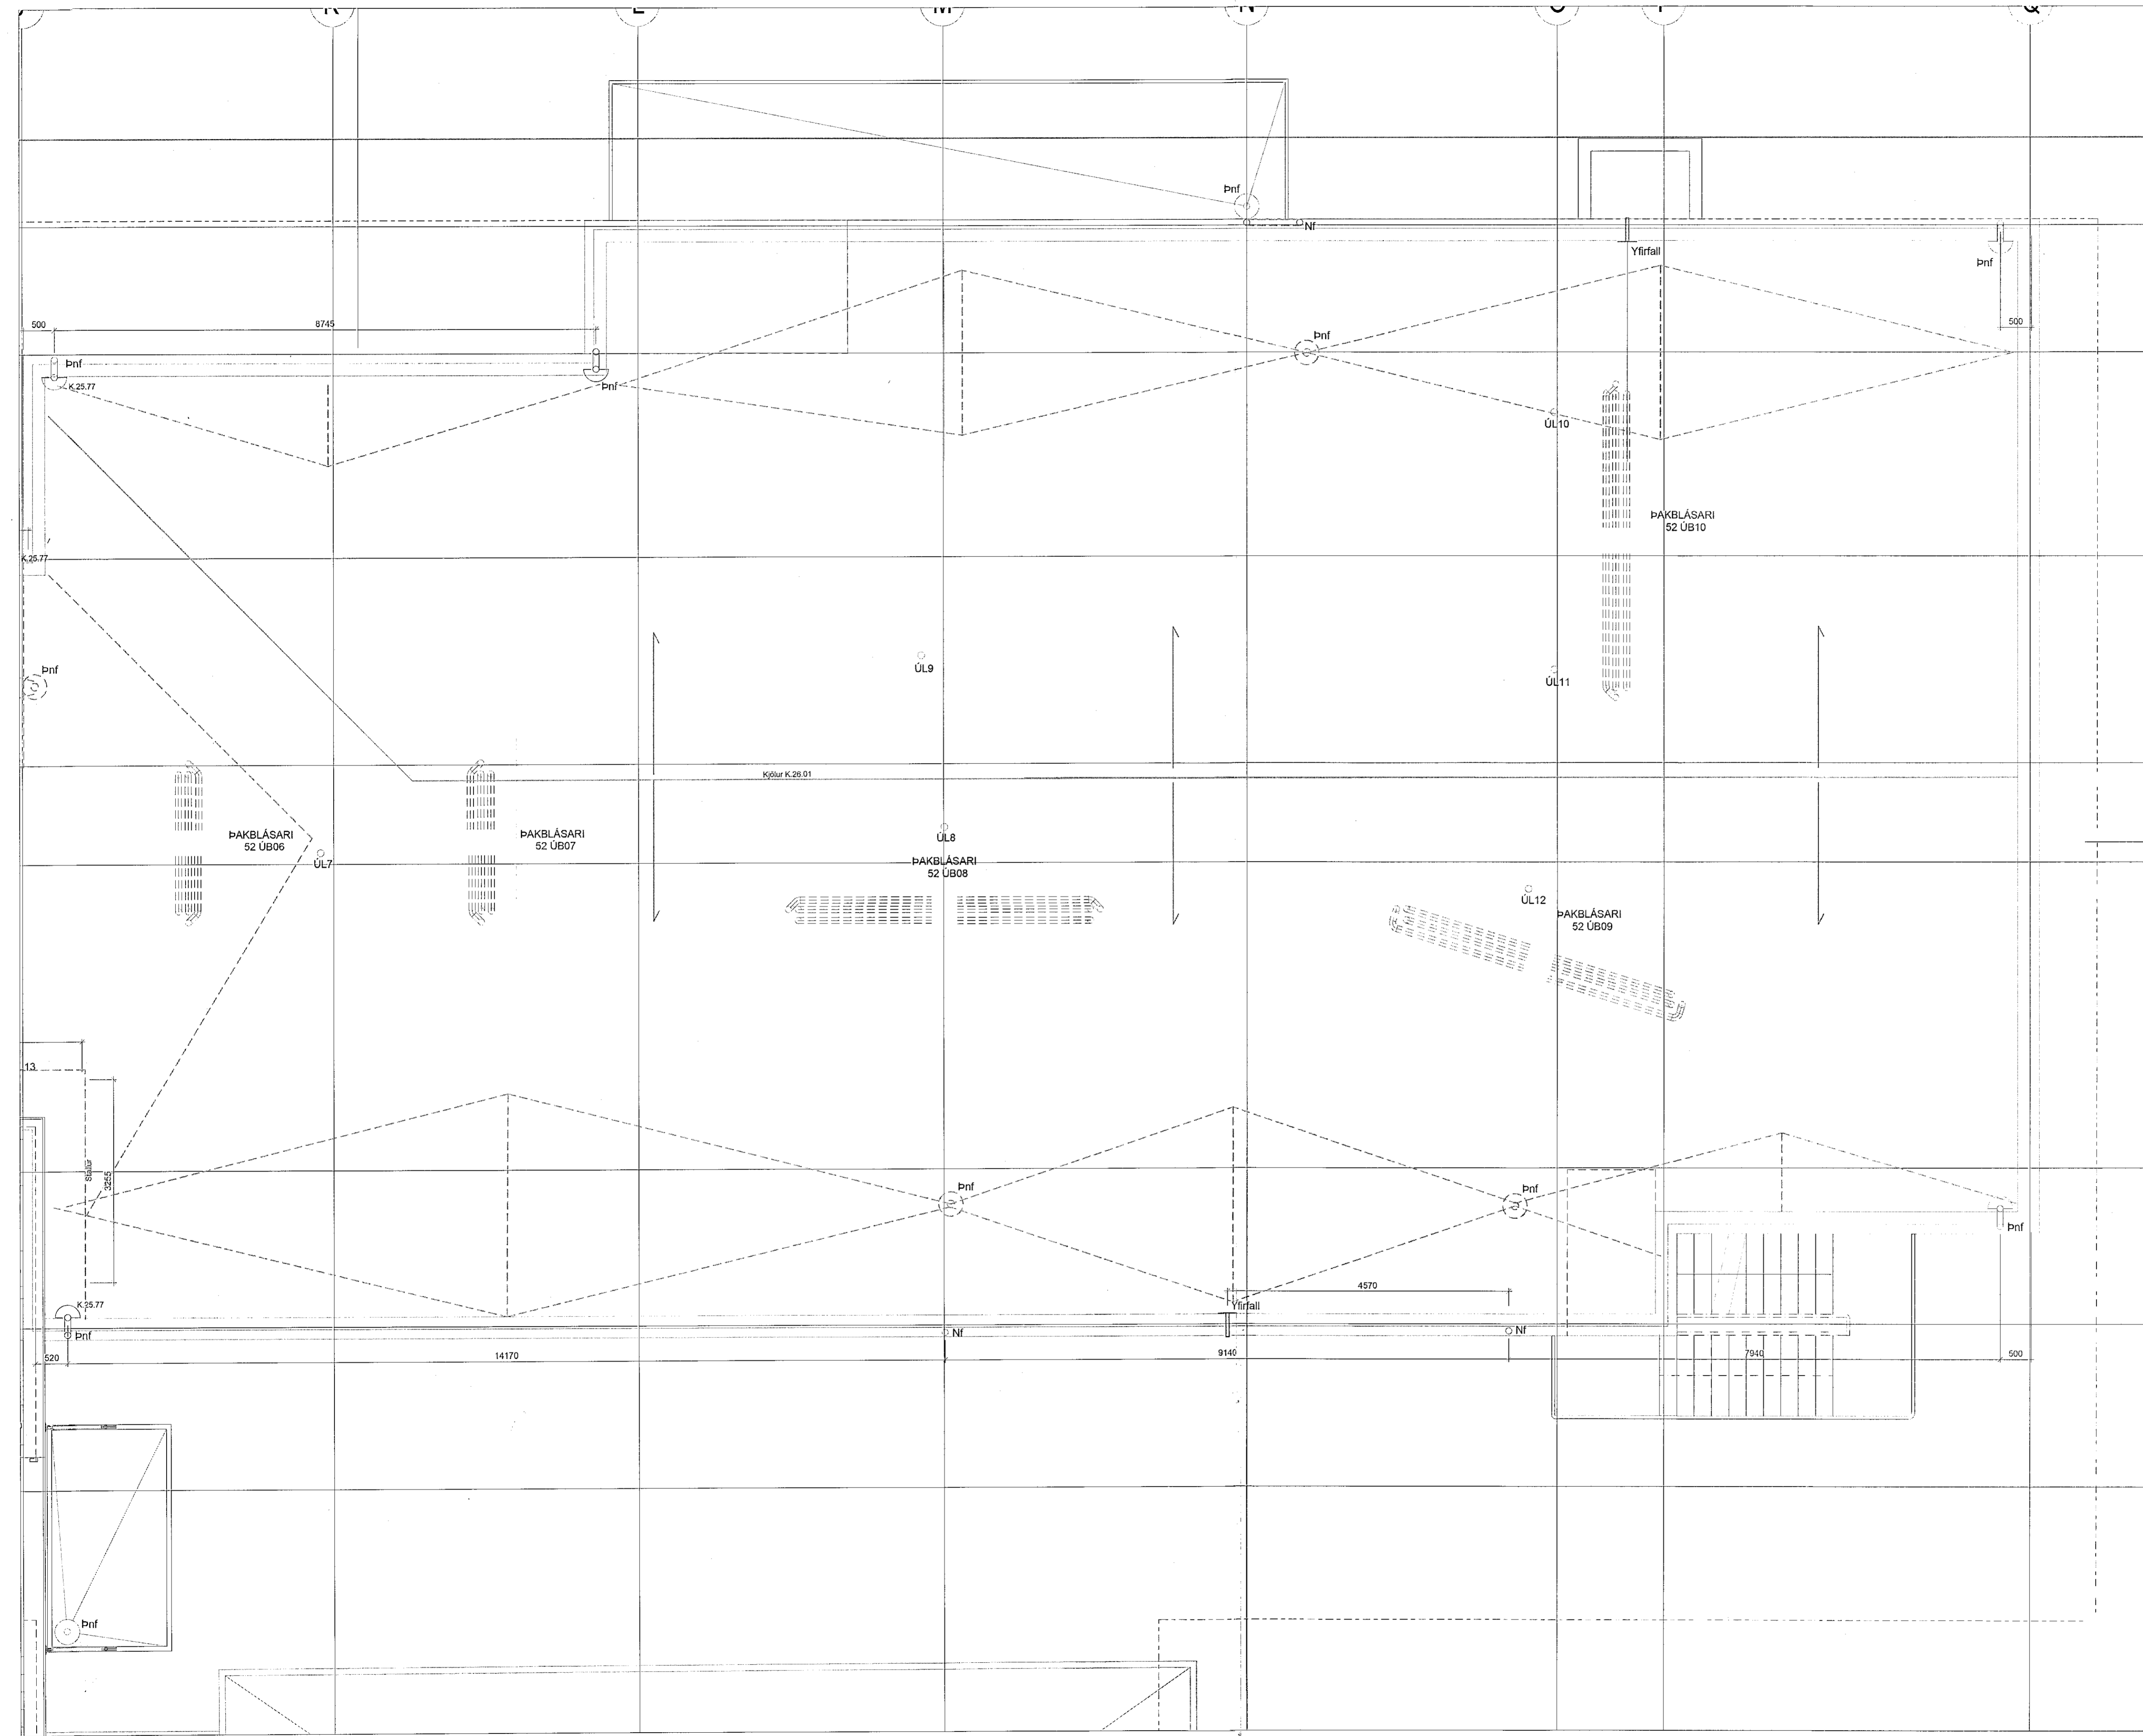 K
L
M
N
O
P
Q
Þnf
Nf
Yfirfall
Þnf
500
8745
500
Þnf
Þnf
K.25.77
Þnf
ÚL10
ÞAKBLÁSARI
52 ÚB10
K.25.77
Þnf
ÚL9
ÚL11
Kjölur K.26.01
ÞAKBLÁSARI
52 ÚB06
ÞAKBLÁSARI
52 ÚB07
ÚL8
ÚL7
ÞAKBLÁSARI
52 ÚB08
ÚL12
ÞAKBLÁSARI
52 ÚB09
13
Stallur
3255
Þnf
Þnf
Þnf
4570
K.25.77
Yfirfall
Þnf
Nf
Nf
520
14170
9140
7940
500
Þnf